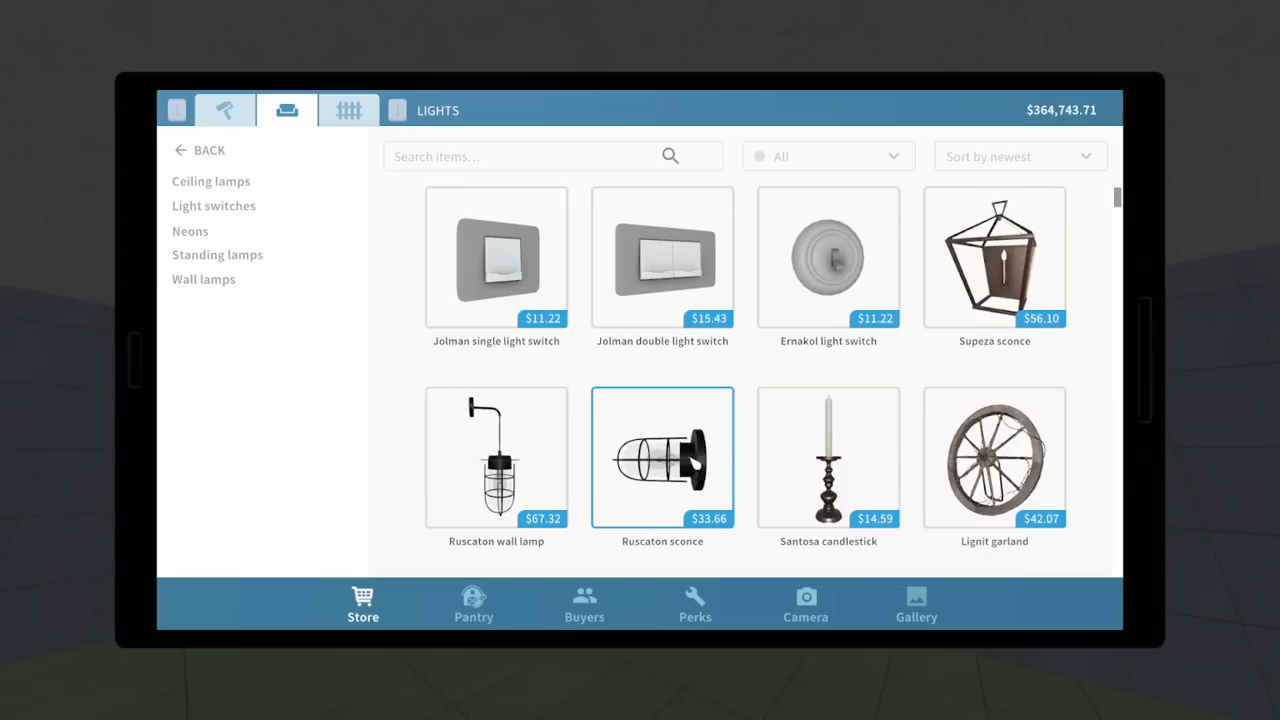 LIGHTS
$364,743.71
BACK
Search items...
All
Sort by newest
Ceiling lamps
Light switches
Neons
Standing lamps
Wall lamps
$11.22
$15.43
$11.22
$56.10
Jolman single light switch
Jolman double light switch
Ernakol light switch
Supeza sconce
$67.32
$33.66
$14.59
$42.07
Ruscaton wall lamp
Ruscaton sconce
Santosa candlestick
Lignit garland
Store
Pantry
Buyers
Perks
Camera
Gallery